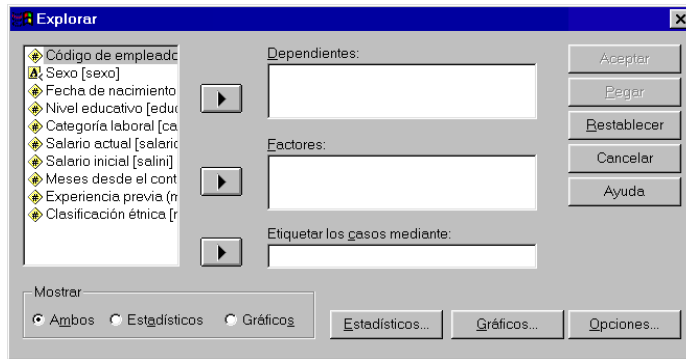 Explorar
Código de empleado
Sexo [sexo]
Fecha de nacimiento
Nivel educativo [educ
Categoría laboral [ca
Salario actual [salario
Salario inicial [salini]
Meses desde el cont
Experiencia previa (m
Clasificación étnica [r
Dependientes:
Factores:
Etiquetar los casos mediante:
Aceptar
Pegar
Restablecer
Cancelar
Ayuda
Mostrar
Ambos Estadísticos Gráficos
Estadísticos... Gráficos... Opciones...